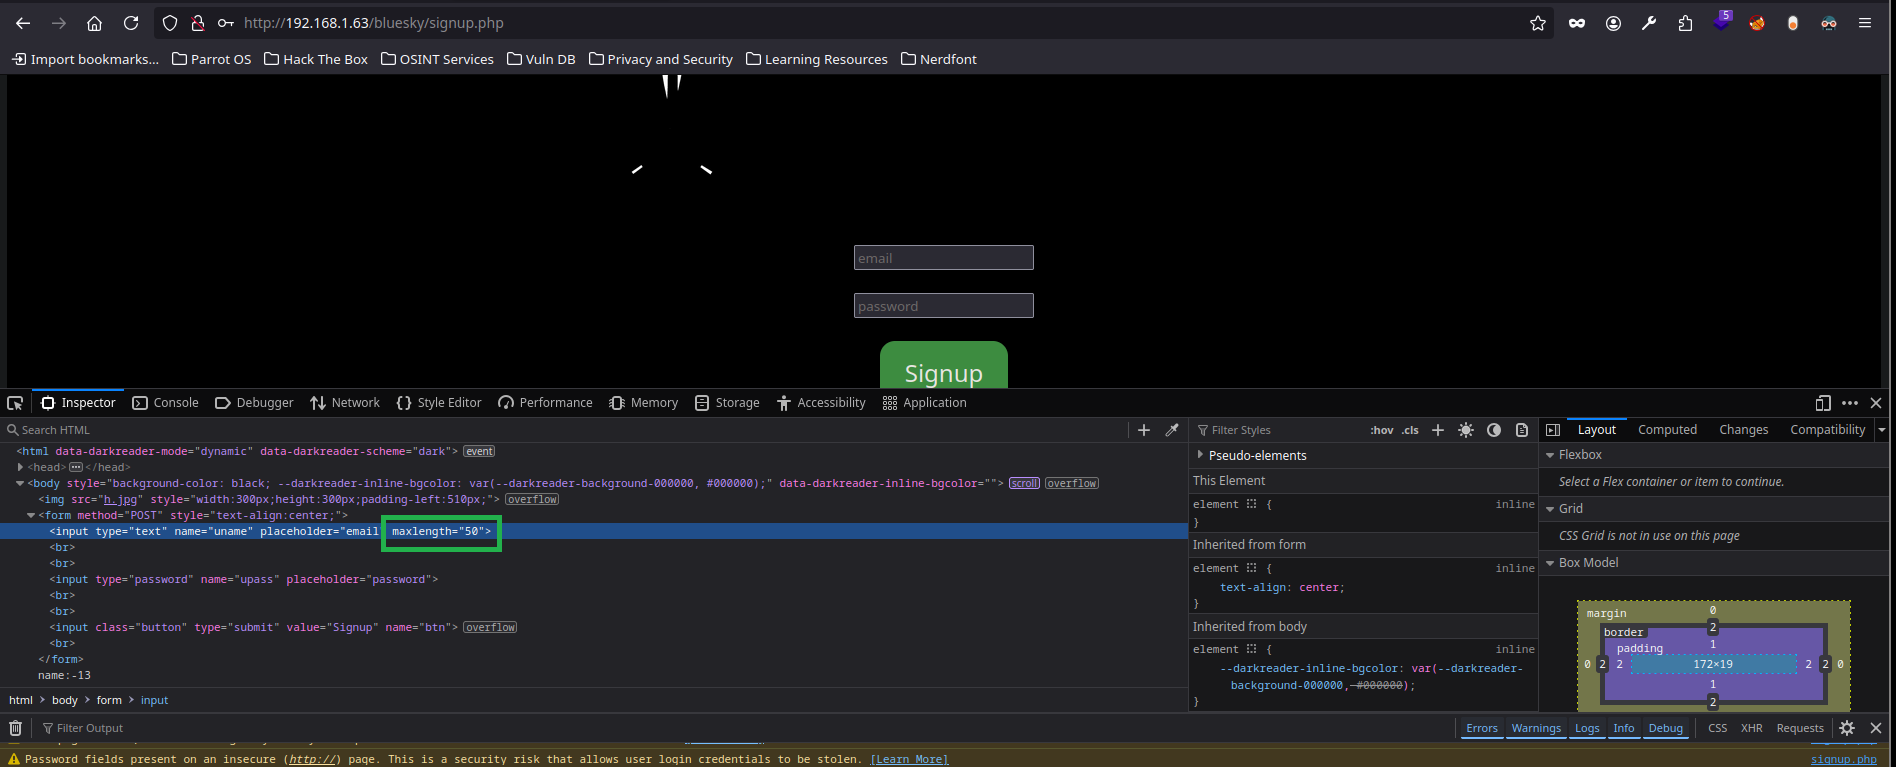 http://192.168.1.63/bluesky/signup.php
5
Import bookmarks... Parrot OS Hack The Box OSINT Services Vuln DB Privacy and Security Learning Resources Nerdfont
email
password
Signup
Inspector Console Debugger Network Style Editor Performance Memory Storage Accessibility Application
Search HTML
<html data-darkreader-mode="dynamic" data-darkreader-scheme="dark"> event
<head> ... </head>
<body style="background-color: black; --darkreader-inline-bgcolor: var(--darkreader-background-000000, #000000);" data-darkreader-inline-bgcolor=""> scroll overflow
<img src="h.jpg" style="width:300px;height:300px;padding-left:510px;"> overflow
<form method="POST" style="text-align:center;">
<input type="text" name="uname" placeholder="email maxlength="50">
<br>
<br>
<input type="password" name="upass" placeholder="password">
<br>
<br>
<input class="button" type="submit" value="Signup" name="btn"> overflow
<br>
</form>
name:-13
html > body > form > input
Filter Styles :hov .cls
Pseudo-elements
This Element
element { inline
}
Inherited from form
element { inline
text-align: center;
}
Inherited from body
element { inline
--darkreader-inline-bgcolor: var(--darkreader-
background-000000, #000000);
}
Layout Computed Changes Compatibility
Flexbox
Select a Flex container or item to continue.
Grid
CSS Grid is not in use on this page
Box Model
margin 0
border 2
padding 1
0 2 2 172×19 2 2 0
1
2
Filter Output Errors Warnings Logs Info Debug CSS XHR Requests
Password fields present on an insecure (http://) page. This is a security risk that allows user login credentials to be stolen. [Learn More] signup.php